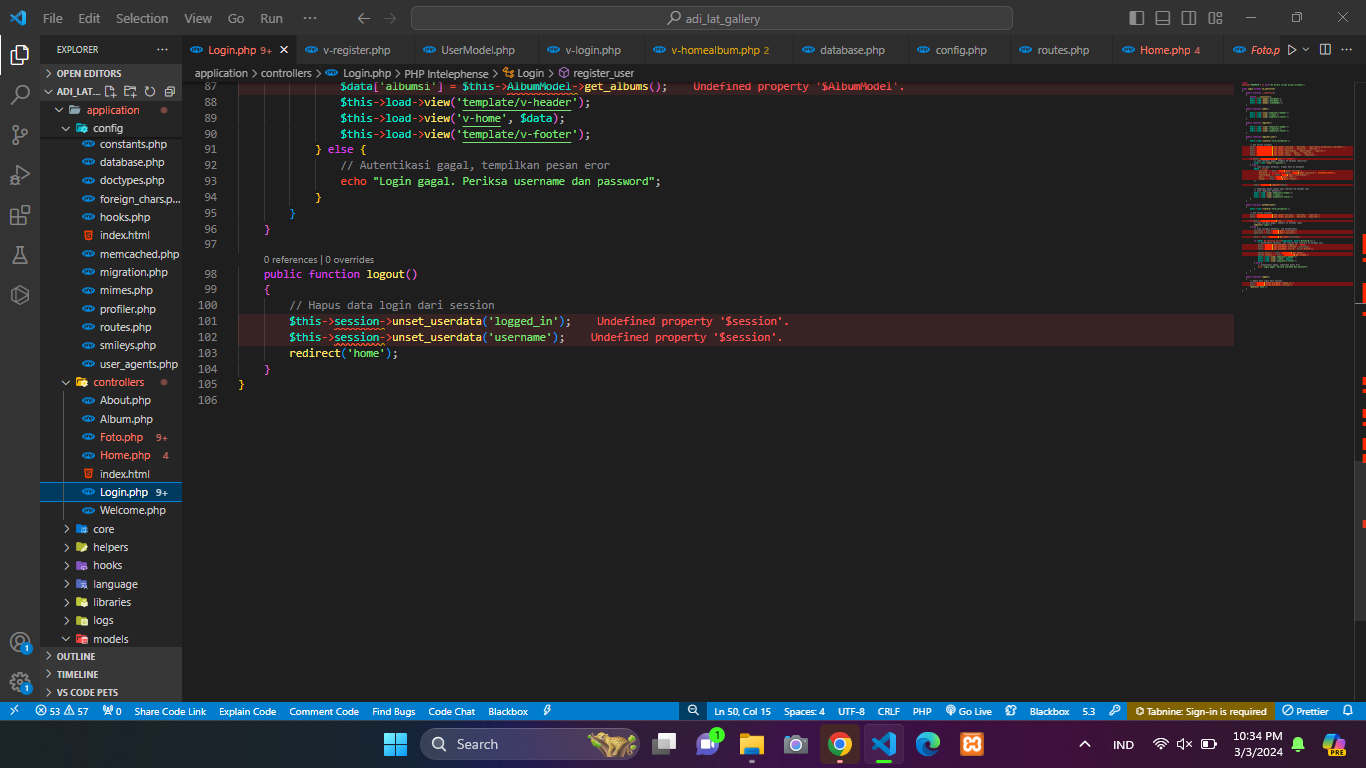 File Edit Selection View Go Run ··· adi_lat_gallery
EXPLORER ···
Login.php 9+ v-register.php UserModel.php v-login.php v-homealbum.php 2 database.php config.php routes.php Home.php 4 Foto.p
application > controllers > Login.php > PHP Intelephense > Login > register_user
OPEN EDITORS
ADI_LAT...
application
config
constants.php
database.php
doctypes.php
foreign_chars.p...
hooks.php
index.html
memcached.php
migration.php
mimes.php
profiler.php
routes.php
smileys.php
user_agents.php
controllers
About.php
Album.php
Foto.php 9+
Home.php 4
index.html
Login.php 9+
Welcome.php
core
helpers
hooks
language
libraries
logs
models
OUTLINE
TIMELINE
VS CODE PETS
87 $data['albumsi'] = $this->AlbumModel->get_albums(); Undefined property '$AlbumModel'.
88 $this->load->view('template/v-header');
89 $this->load->view('v-home', $data);
90 $this->load->view('template/v-footer');
91 } else {
92 // Autentikasi gagal, tempilkan pesan eror
93 echo "Login gagal. Periksa username dan password";
94 }
95 }
96 }
97
0 references | 0 overrides
98 public function logout()
99 {
100 // Hapus data login dari session
101 $this->session->unset_userdata('logged_in'); Undefined property '$session'.
102 $this->session->unset_userdata('username'); Undefined property '$session'.
103 redirect('home');
104 }
105 }
106
1
1
53 57 0 Share Code Link Explain Code Comment Code Find Bugs Code Chat Blackbox Ln 50, Col 15 Spaces: 4 UTF-8 CRLF PHP Go Live Blackbox 5.3 Tabnine: Sign-in is required Prettier
Search 1 IND 10:34 PM
3/3/2024
PRE